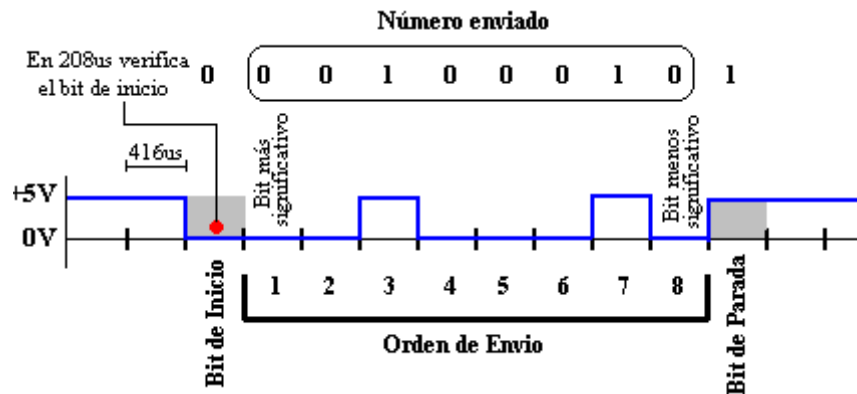 Número enviado
En 208us verifica
el bit de inicio
0 0 0 1 0 0 0 1 0 1
416us
Bit más
significativo
Bit menos
significativo
+5V
0V
Bit de Inicio
1 2 3 4 5 6 7 8
Orden de Envio
Bit de Parada